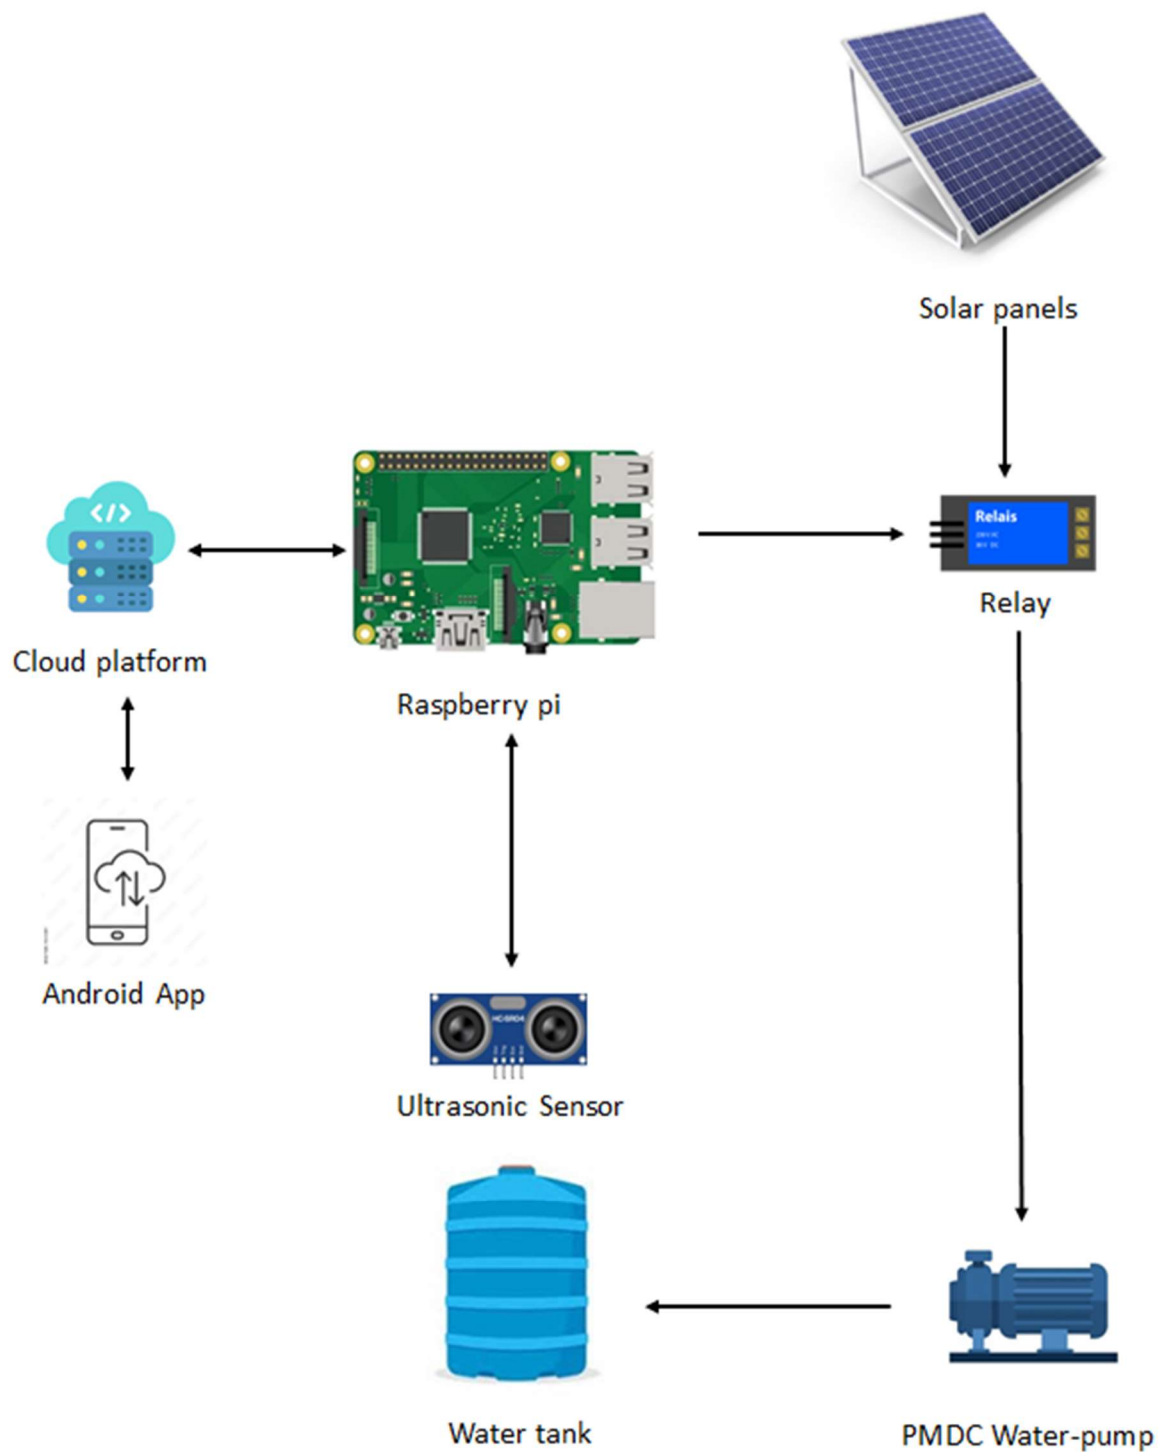 Solar panels
Relais
Relay
Cloud platform
Raspberry pi
Android App
HC-SR04
Ultrasonic Sensor
Water tank
PMDC Water-pump